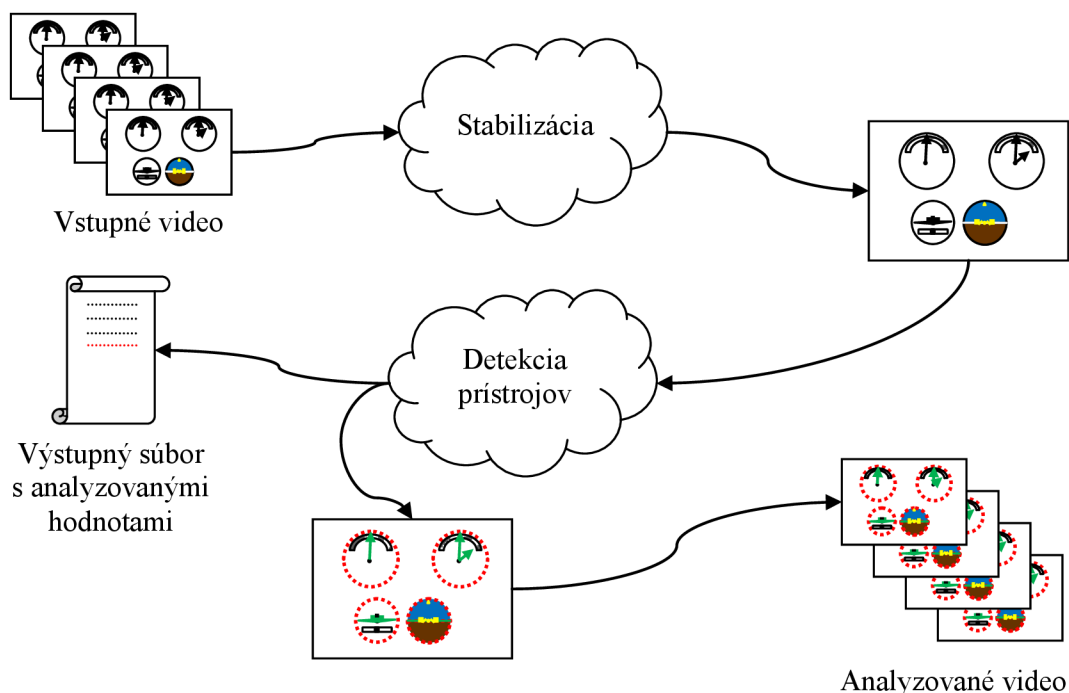 Stabilizácia
Vstupné video
Detekcia
prístrojov
Výstupný súbor
s analyzovanými
hodnotami
Analyzované video